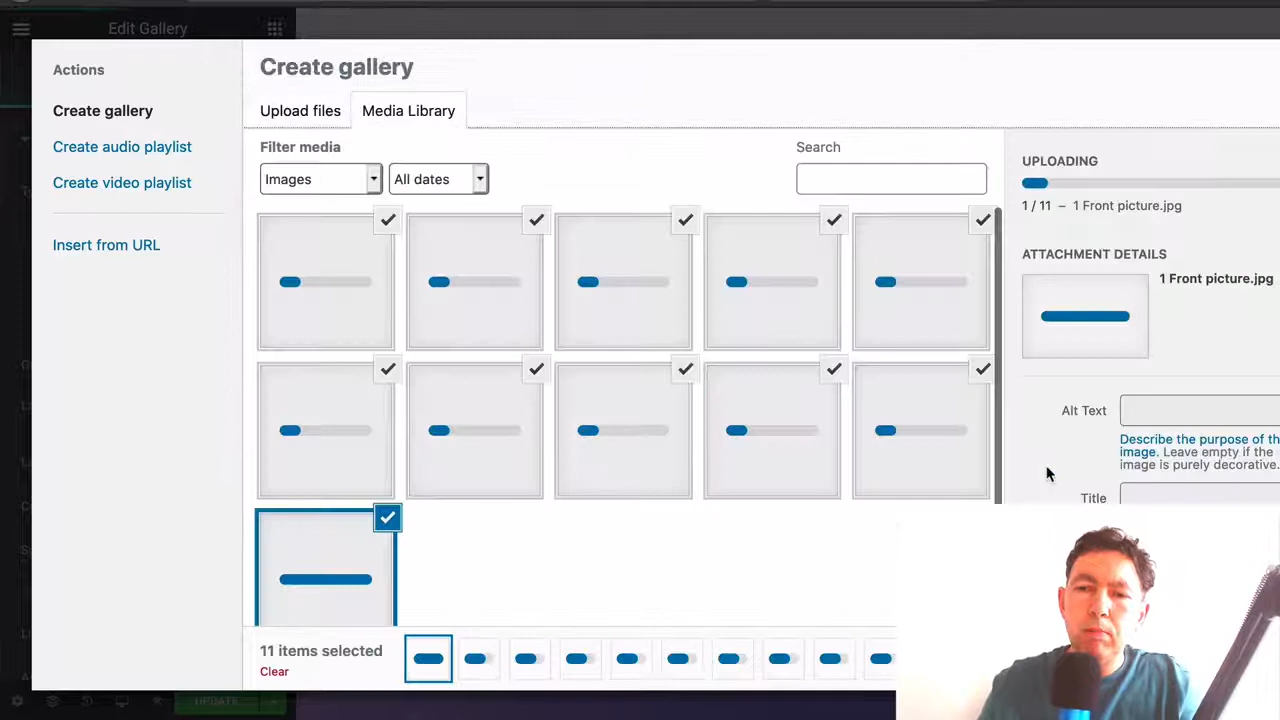 Edit Gallery
Actions
Create gallery
Create audio playlist
Create video playlist
Insert from URL
Create gallery
Upload files
Media Library
Filter media
Images
All dates
Search
UPLOADING
1 / 11 – 1 Front picture.jpg
ATTACHMENT DETAILS
1 Front picture.jpg
Alt Text
Describe the purpose of th
image. Leave empty if the
image is purely decorative.
Title
11 items selected
Clear
UPDATE